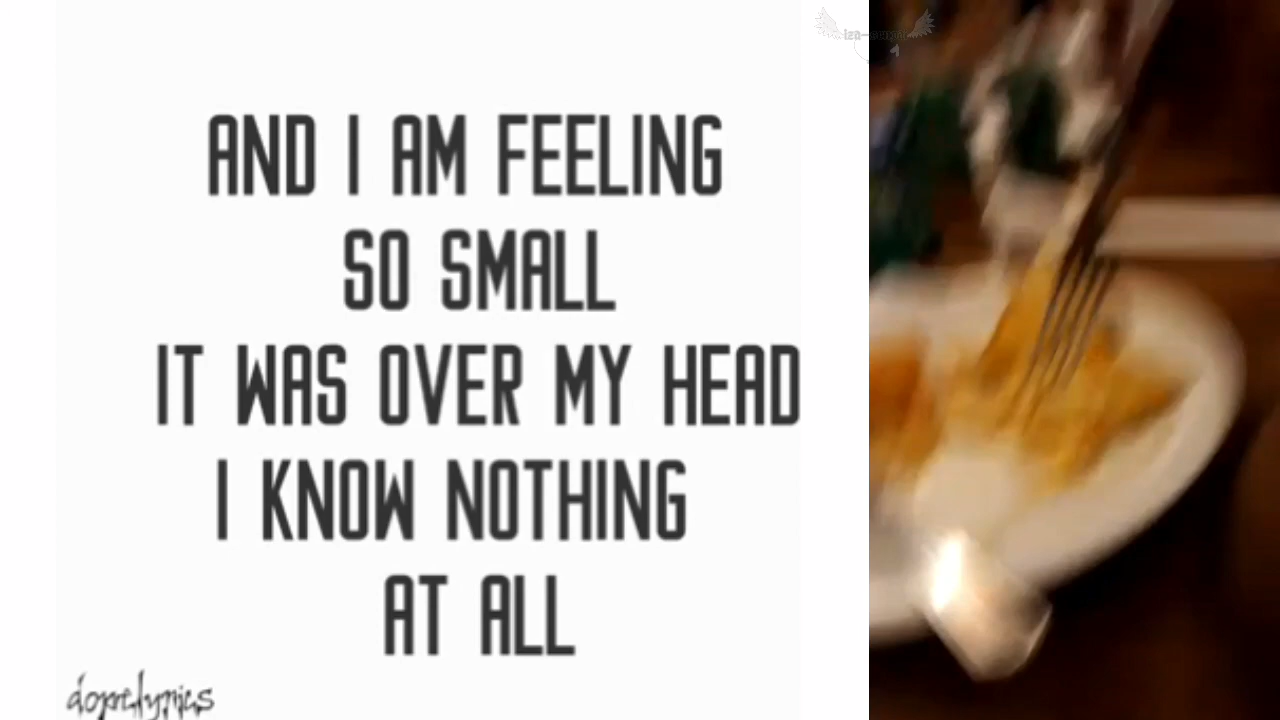 AND I AM FEELING
SO SMALL
IT WAS OVER MY HEAD
I KNOW NOTHING
AT ALL
dopelyrics